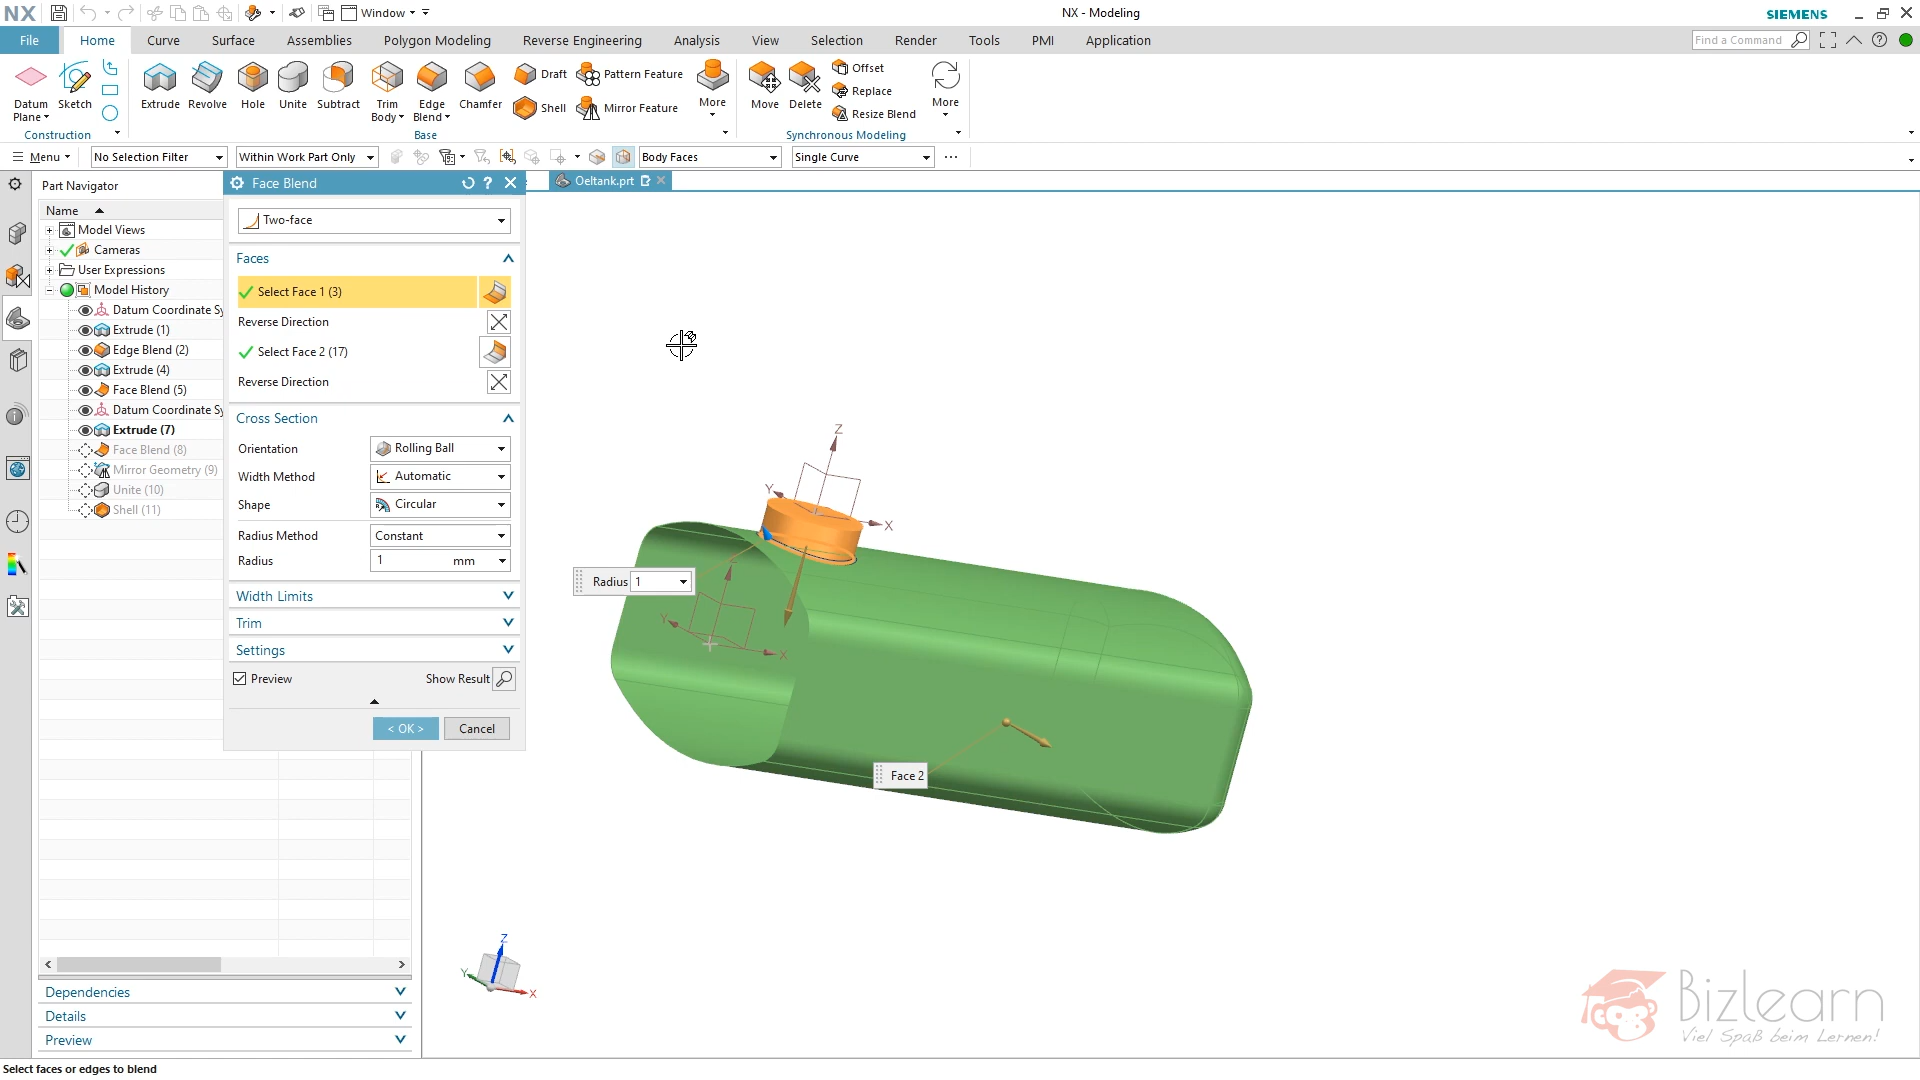 NX
Window
NX - Modeling
SIEMENS
File
Home
Curve
Surface
Assemblies
Polygon Modeling
Reverse Engineering
Analysis
View
Selection
Render
Tools
PMI
Application
Find a Command
Datum Plane
Sketch
Extrude
Revolve
Hole
Unite
Subtract
Trim Body
Edge Blend
Chamfer
Draft
Shell
Pattern Feature
Mirror Feature
More
Move
Delete
Offset
Replace
Resize Blend
More
Construction
Base
Synchronous Modeling
Menu
No Selection Filter
Within Work Part Only
Body Faces
Single Curve
Part Navigator
Name
Model Views
Cameras
User Expressions
Model History
Datum Coordinate Sy
Extrude (1)
Edge Blend (2)
Extrude (4)
Face Blend (5)
Datum Coordinate Sy
Extrude (7)
Face Blend (8)
Mirror Geometry (9)
Unite (10)
Shell (11)
Dependencies
Details
Preview
Face Blend
Two-face
Faces
Select Face 1 (3)
Reverse Direction
Select Face 2 (17)
Reverse Direction
Cross Section
Orientation
Rolling Ball
Width Method
Automatic
Shape
Circular
Radius Method
Constant
Radius
1 mm
Width Limits
Trim
Settings
Preview
Show Result
< OK >
Cancel
Oeltank.prt
Z
Y
X
Radius 1
Y
X
Face 2
Z
Y
X
Bizlearn
Viel Spaß beim Lernen!
Select faces or edges to blend